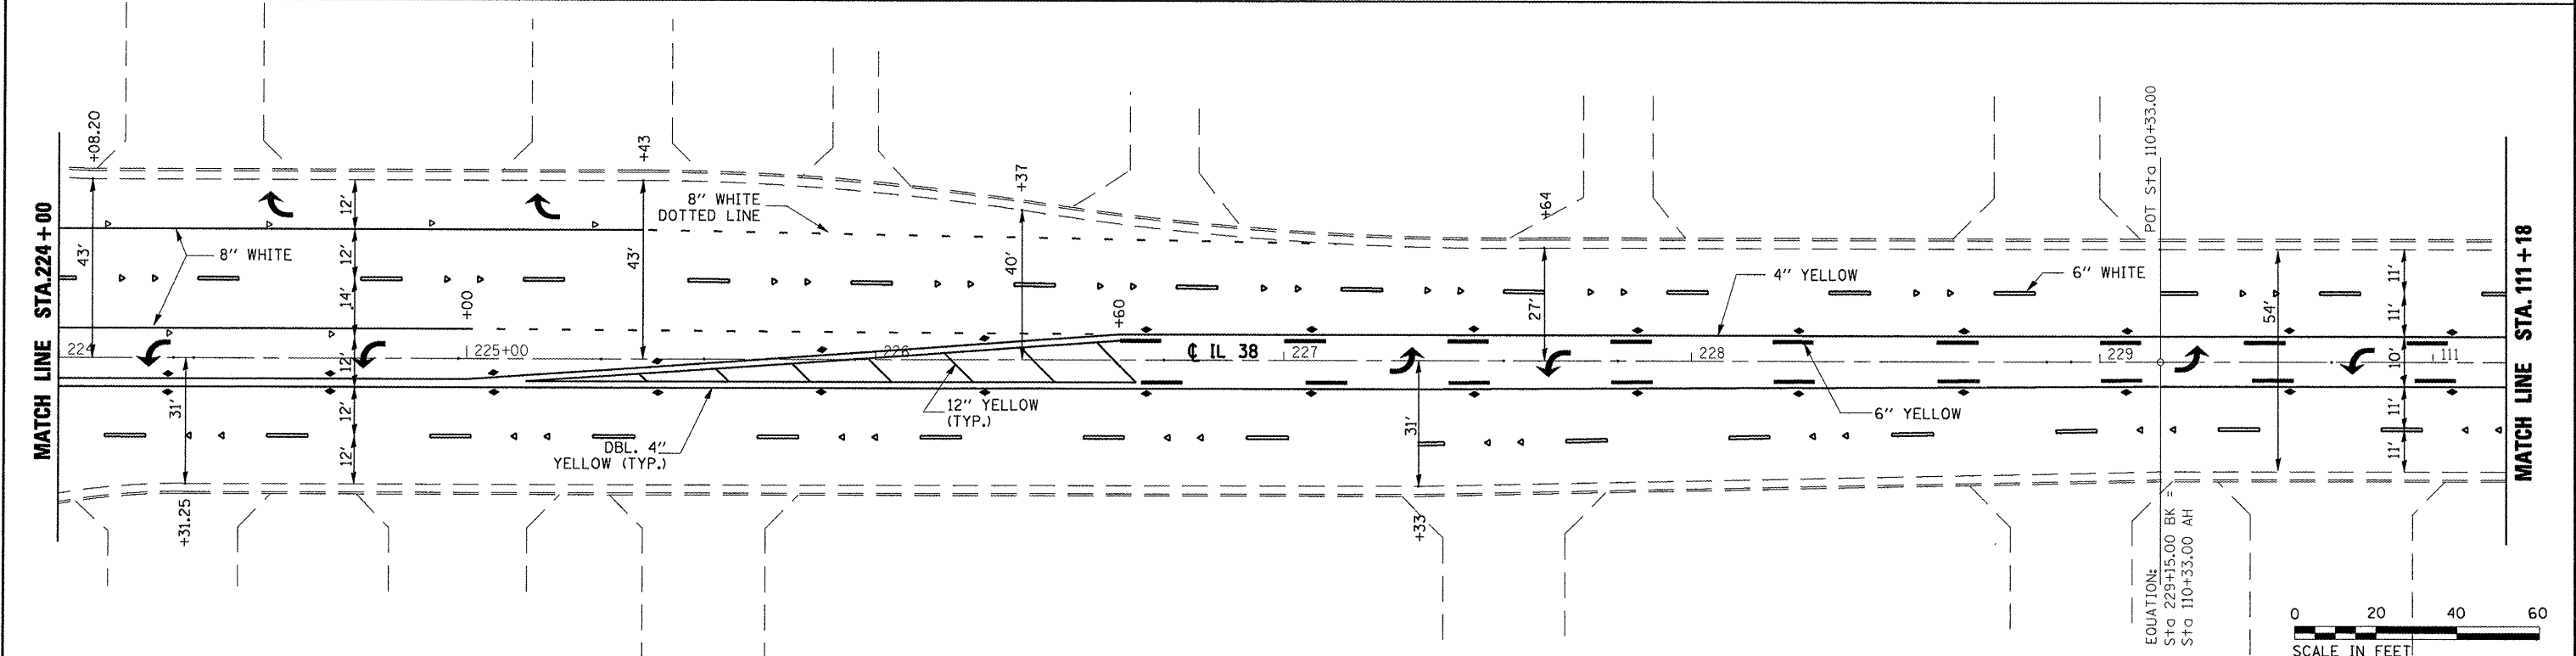 MATCH LINE STA.224+00
+08.20
43'
12'
12'
14'
12'
12'
12'
8" WHITE
+43
43'
8" WHITE
DOTTED LINE
+37
40'
+60
+00
224
225+00
226
℄ IL 38
227
228
229
111
+64
27'
4" YELLOW
6" WHITE
POT Sta 110+33.00
54'
11'
11'
10'
11'
11'
MATCH LINE STA.111+18
31'
+31.25
DBL. 4"
YELLOW (TYP.)
12" YELLOW
(TYP.)
31'
+33
6" YELLOW
EQUATION:
Sta 229+15.00 BK =
Sta 110+33.00 AH
0 20 40 60
SCALE IN FEET